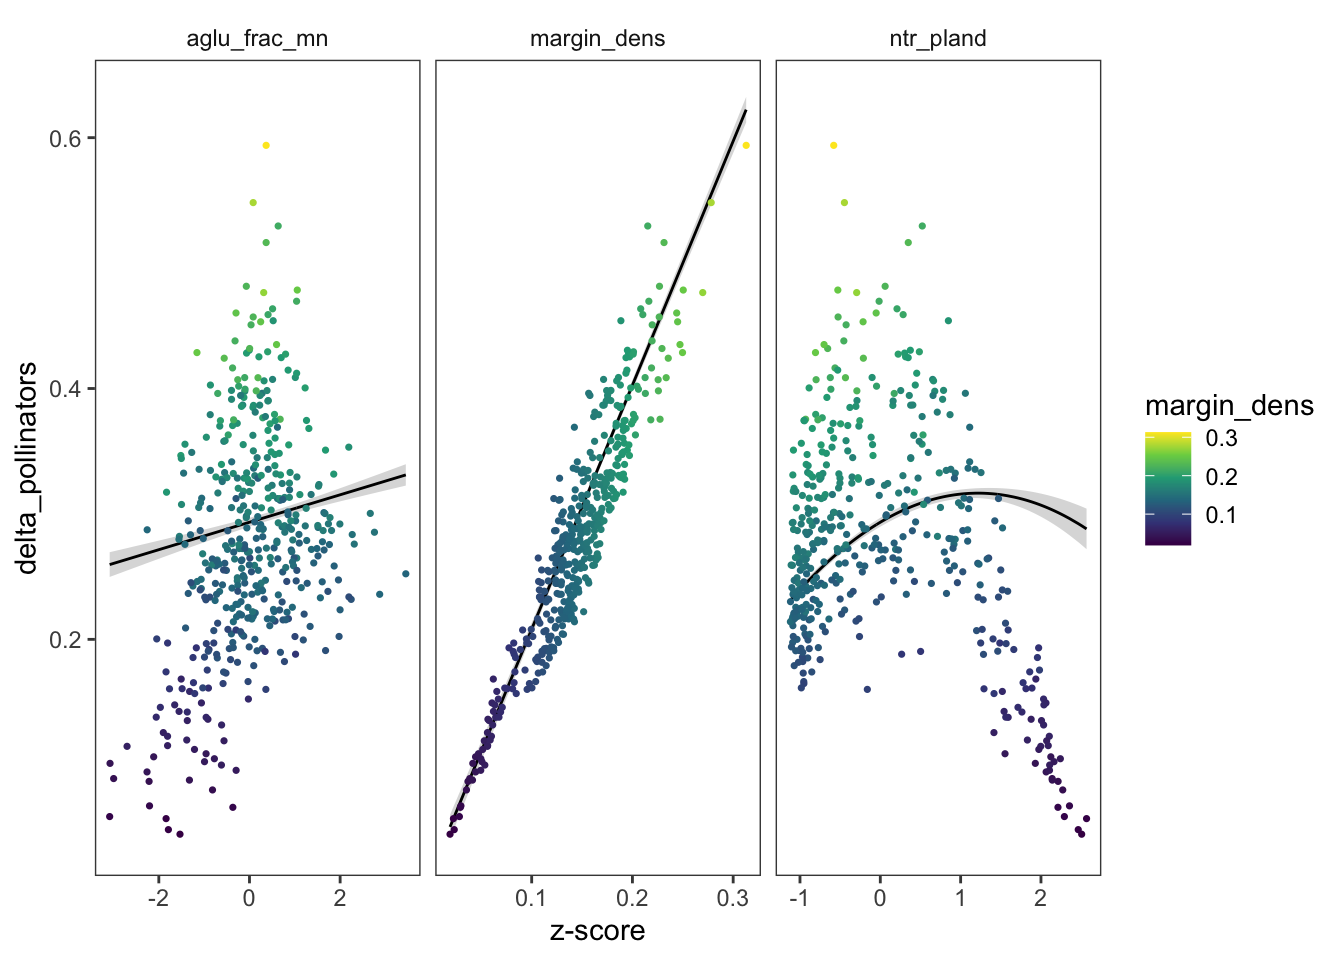 aglu_frac_mn margin_dens ntr_pland
0.6
0.4
0.2
delta_pollinators
-2 0 2 0.1 0.2 0.3 -1 0 1 2
z-score
margin_dens
0.3
0.2
0.1